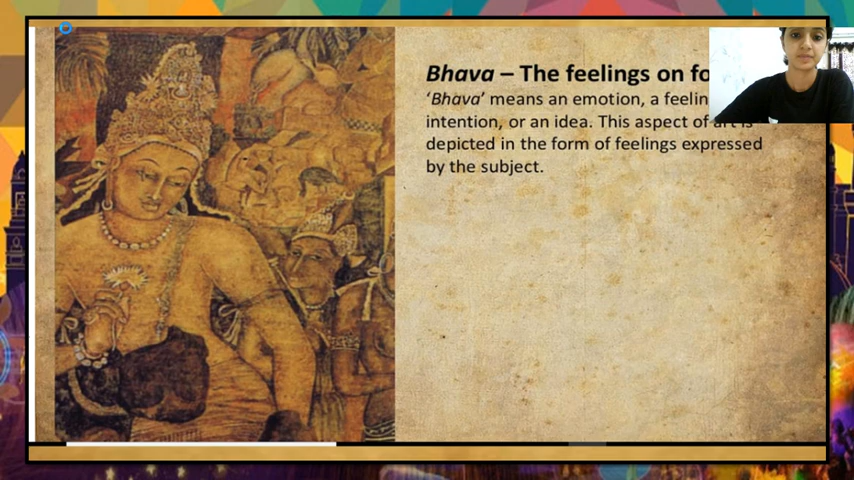 Bhava – The feelings on fo
'Bhava' means an emotion, a feelin
intention, or an idea. This aspect of art is
depicted in the form of feelings expressed
by the subject.